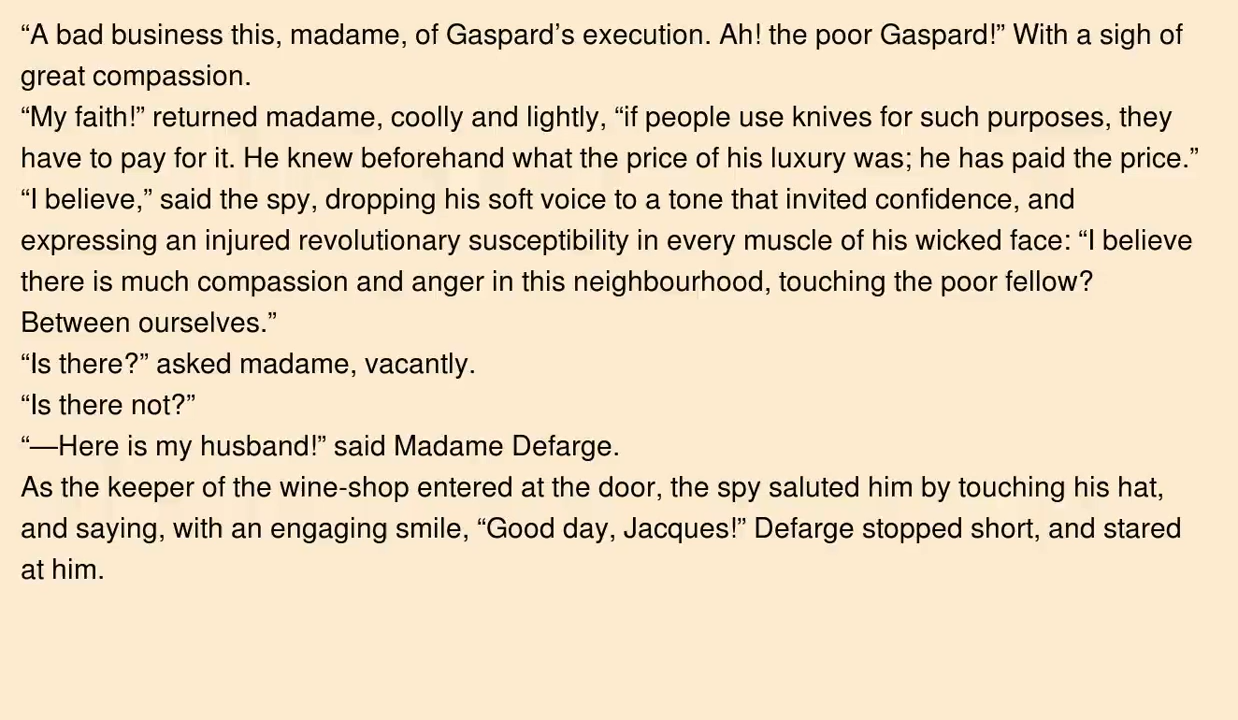 “A bad business this, madame, of Gaspard’s execution. Ah! the poor Gaspard!” With a sigh of
great compassion.
“My faith!” returned madame, coolly and lightly, “if people use knives for such purposes, they
have to pay for it. He knew beforehand what the price of his luxury was; he has paid the price.”
“I believe,” said the spy, dropping his soft voice to a tone that invited confidence, and
expressing an injured revolutionary susceptibility in every muscle of his wicked face: “I believe
there is much compassion and anger in this neighbourhood, touching the poor fellow?
Between ourselves.”
“Is there?” asked madame, vacantly.
“Is there not?”
“—Here is my husband!” said Madame Defarge.
As the keeper of the wine-shop entered at the door, the spy saluted him by touching his hat,
and saying, with an engaging smile, “Good day, Jacques!” Defarge stopped short, and stared
at him.